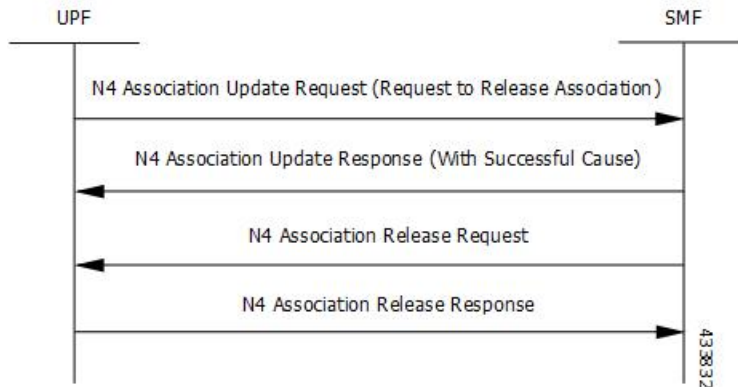 UPF
SMF
N4 Association Update Request (Request to Release Association)
N4 Association Update Response (With Successful Cause)
N4 Association Release Request
N4 Association Release Response
433832